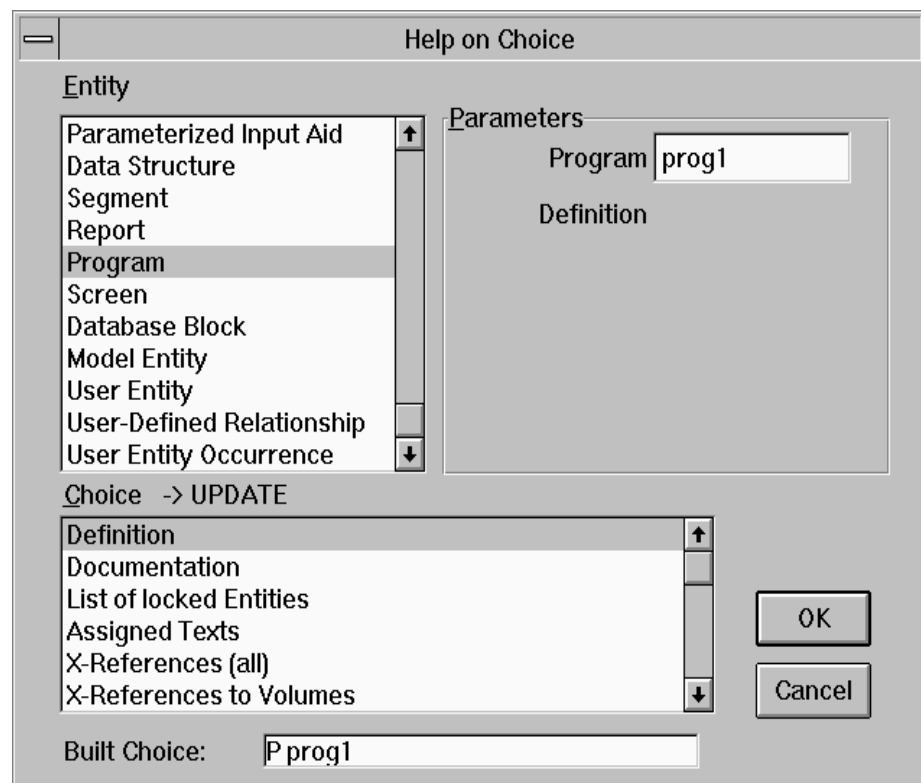 Help on Choice
Entity
Parameterized Input Aid
Data Structure
Segment
Report
Program
Screen
Database Block
Model Entity
User Entity
User-Defined Relationship
User Entity Occurrence
Parameters
Program prog1
Definition
Choice -> UPDATE
Definition
Documentation
List of locked Entities
Assigned Texts
X-References (all)
X-References to Volumes
OK
Cancel
Built Choice: P prog1